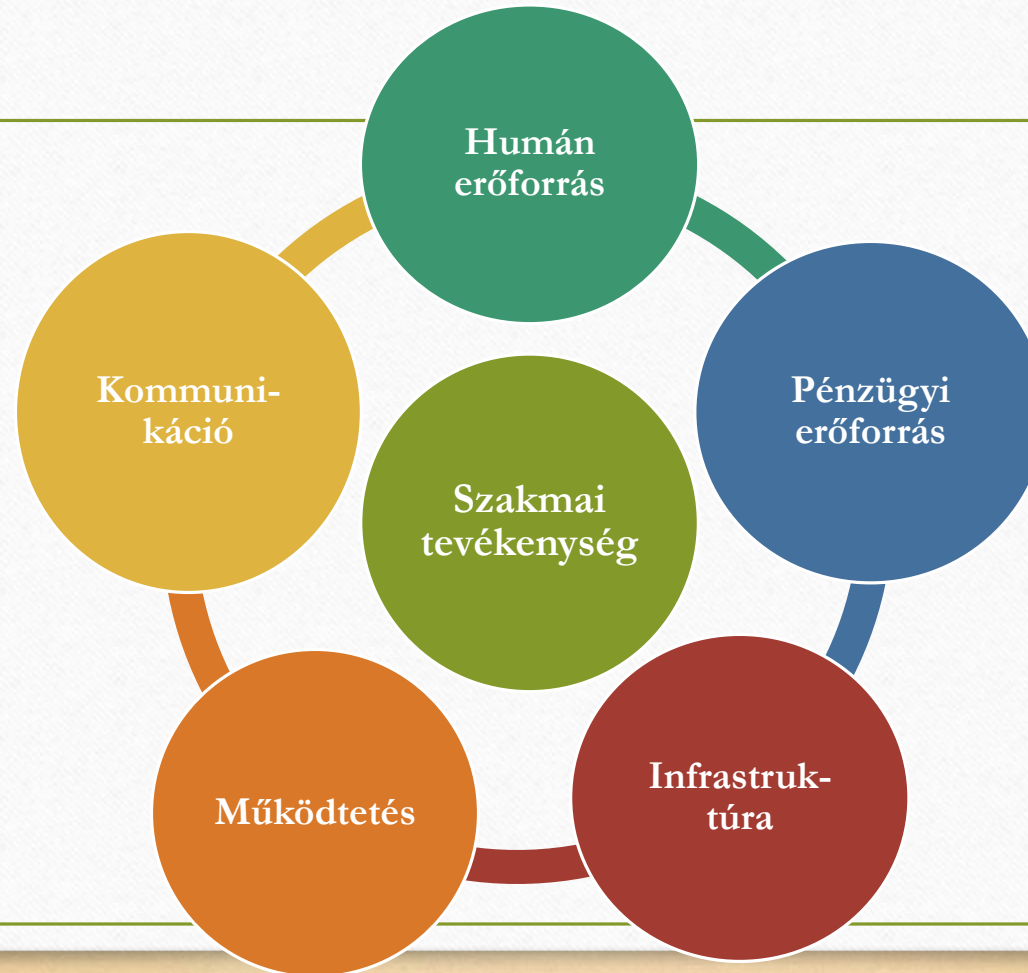 Humán
erőforrás
Pénzügyi
erőforrás
Infrastruk-
túra
Működtetés
Kommuni-
káció
Szakmai
tevékenység